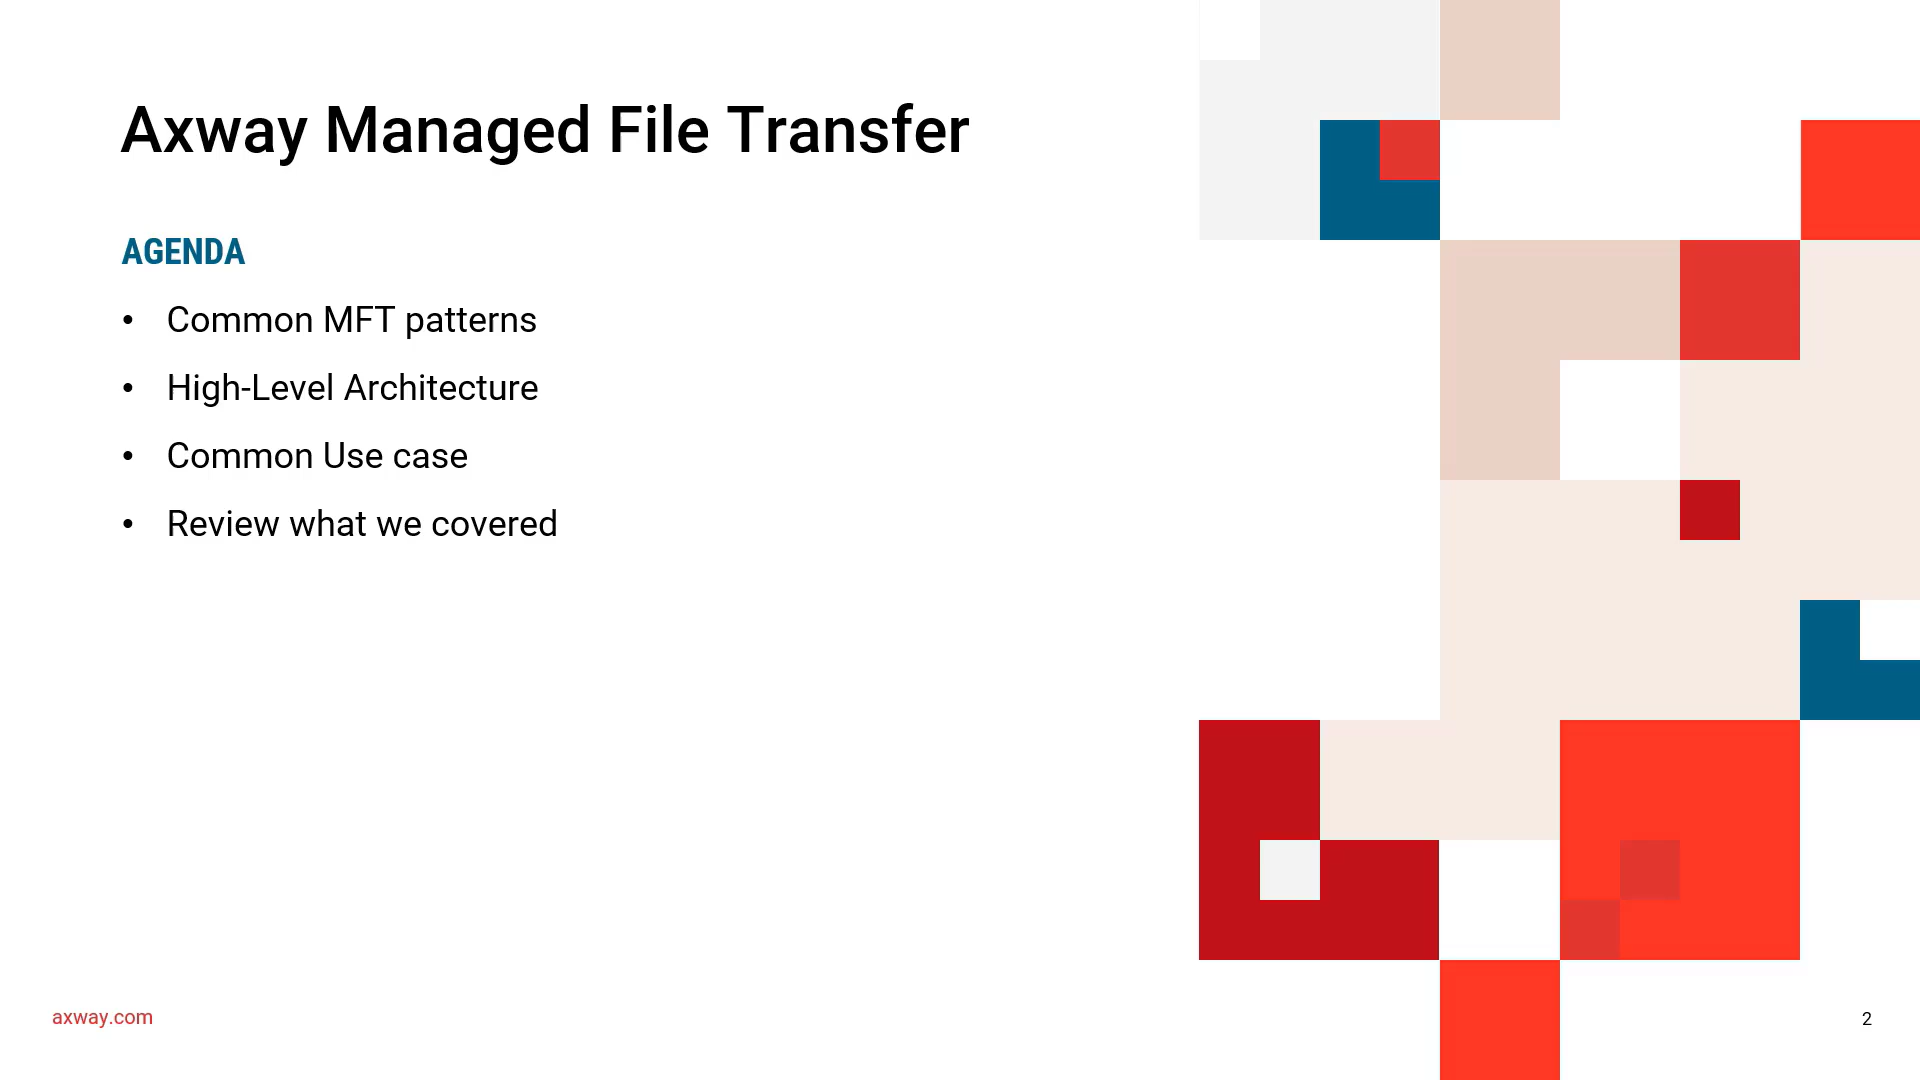 Axway Managed File Transfer
AGENDA
• Common MFT patterns
• High-Level Architecture
• Common Use case
• Review what we covered
axway.com
2